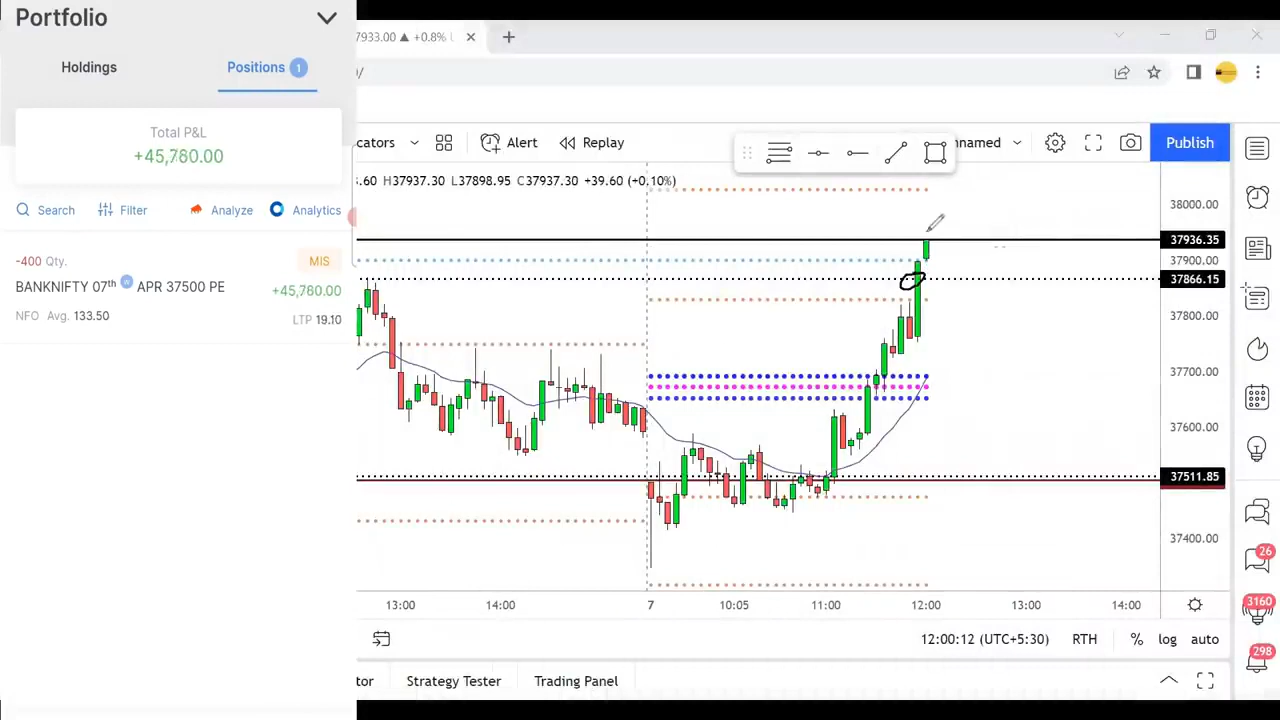 Portfolio
Holdings
Positions 1
Total P&L
+45,780.00
Search
Filter
Analyze
Analytics
-400 Qty.
MIS
BANKNIFTY 07th W APR 37500 PE
+45,780.00
NFO Avg. 133.50
LTP 19.10
37933.00 ▲ +0.8%
/
cators
Alert
Replay
nnamed
Publish
.60 H37937.30 L37898.95 C37937.30 +39.60 (+0.10%)
38000.00
37936.35
37900.00
37866.15
37800.00
37700.00
37600.00
37511.85
37400.00
13:00 14:00 7 10:05 11:00 12:00 13:00 14:00
12:00:12 (UTC+5:30) RTH % log auto
tor Strategy Tester Trading Panel
26
3160
298